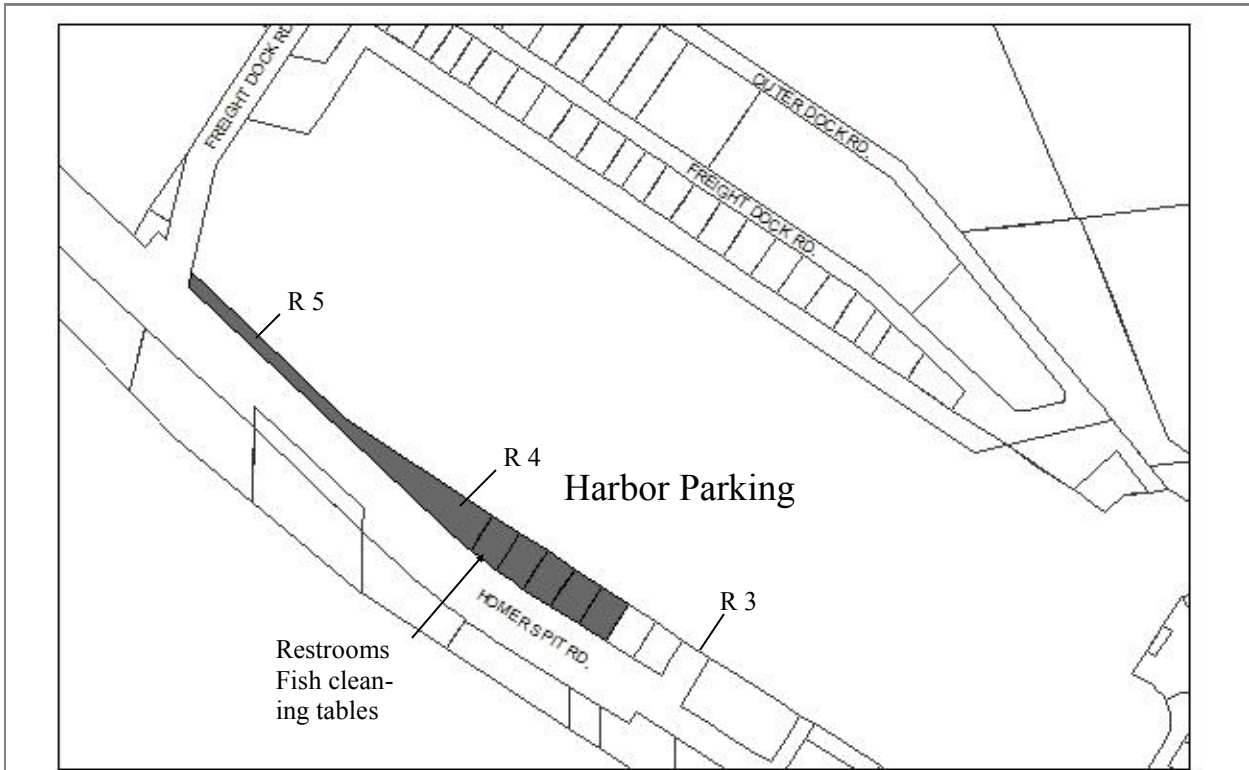 FREIGHT DOCK RD.
OUTER DOCK RD.
FREIGHT DOCK RD.
R 5
R 4
Harbor Parking
R 3
HOMER SPIT RD.
Restrooms
Fish clean-
ing tables